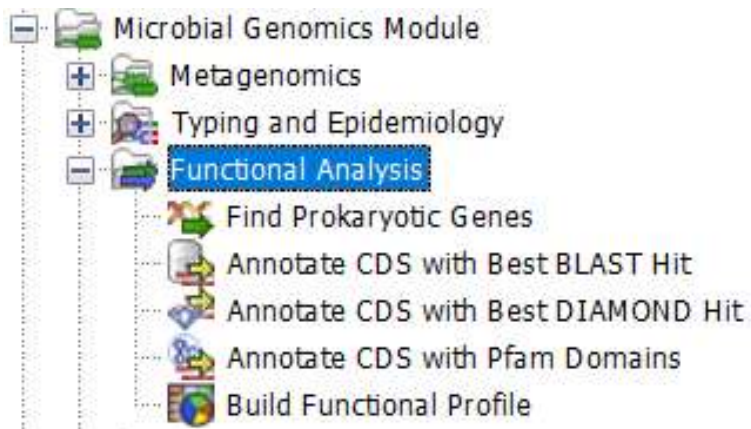 Microbial Genomics Module
Metagenomics
Typing and Epidemiology
Functional Analysis
Find Prokaryotic Genes
Annotate CDS with Best BLAST Hit
Annotate CDS with Best DIAMOND Hit
Annotate CDS with Pfam Domains
Build Functional Profile